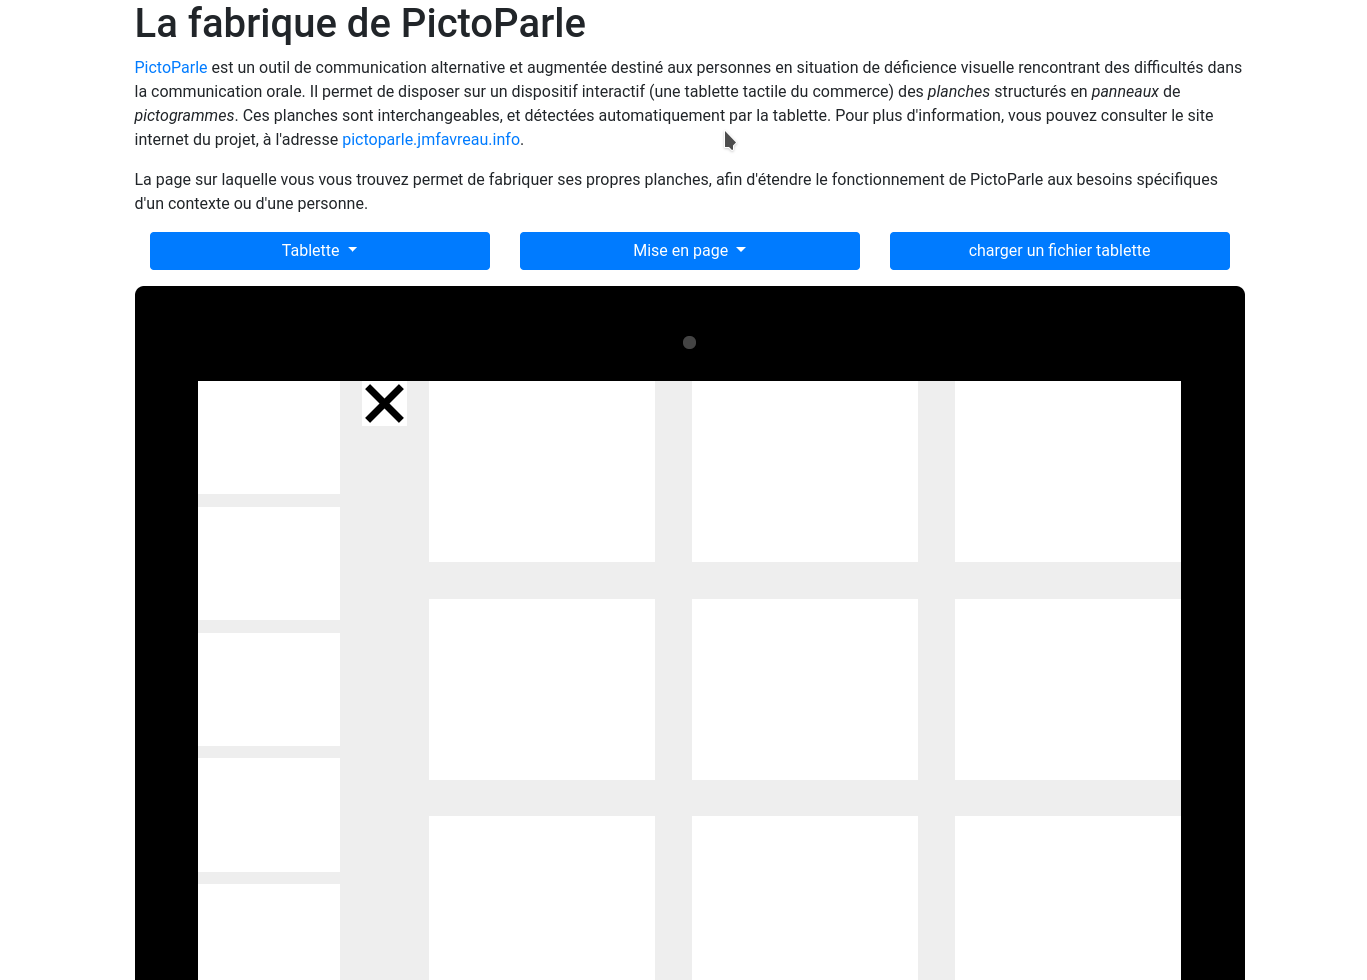 La fabrique de PictoParle
PictoParle est un outil de communication alternative et augmentée destiné aux personnes en situation de déficience visuelle rencontrant des difficultés dans
la communication orale. Il permet de disposer sur un dispositif interactif (une tablette tactile du commerce) des planches structurés en panneaux de
pictogrammes. Ces planches sont interchangeables, et détectées automatiquement par la tablette. Pour plus d'information, vous pouvez consulter le site
internet du projet, à l'adresse pictoparle.jmfavreau.info.
La page sur laquelle vous vous trouvez permet de fabriquer ses propres planches, afin d'étendre le fonctionnement de PictoParle aux besoins spécifiques
d'un contexte ou d'une personne.
Tablette
Mise en page
charger un fichier tablette